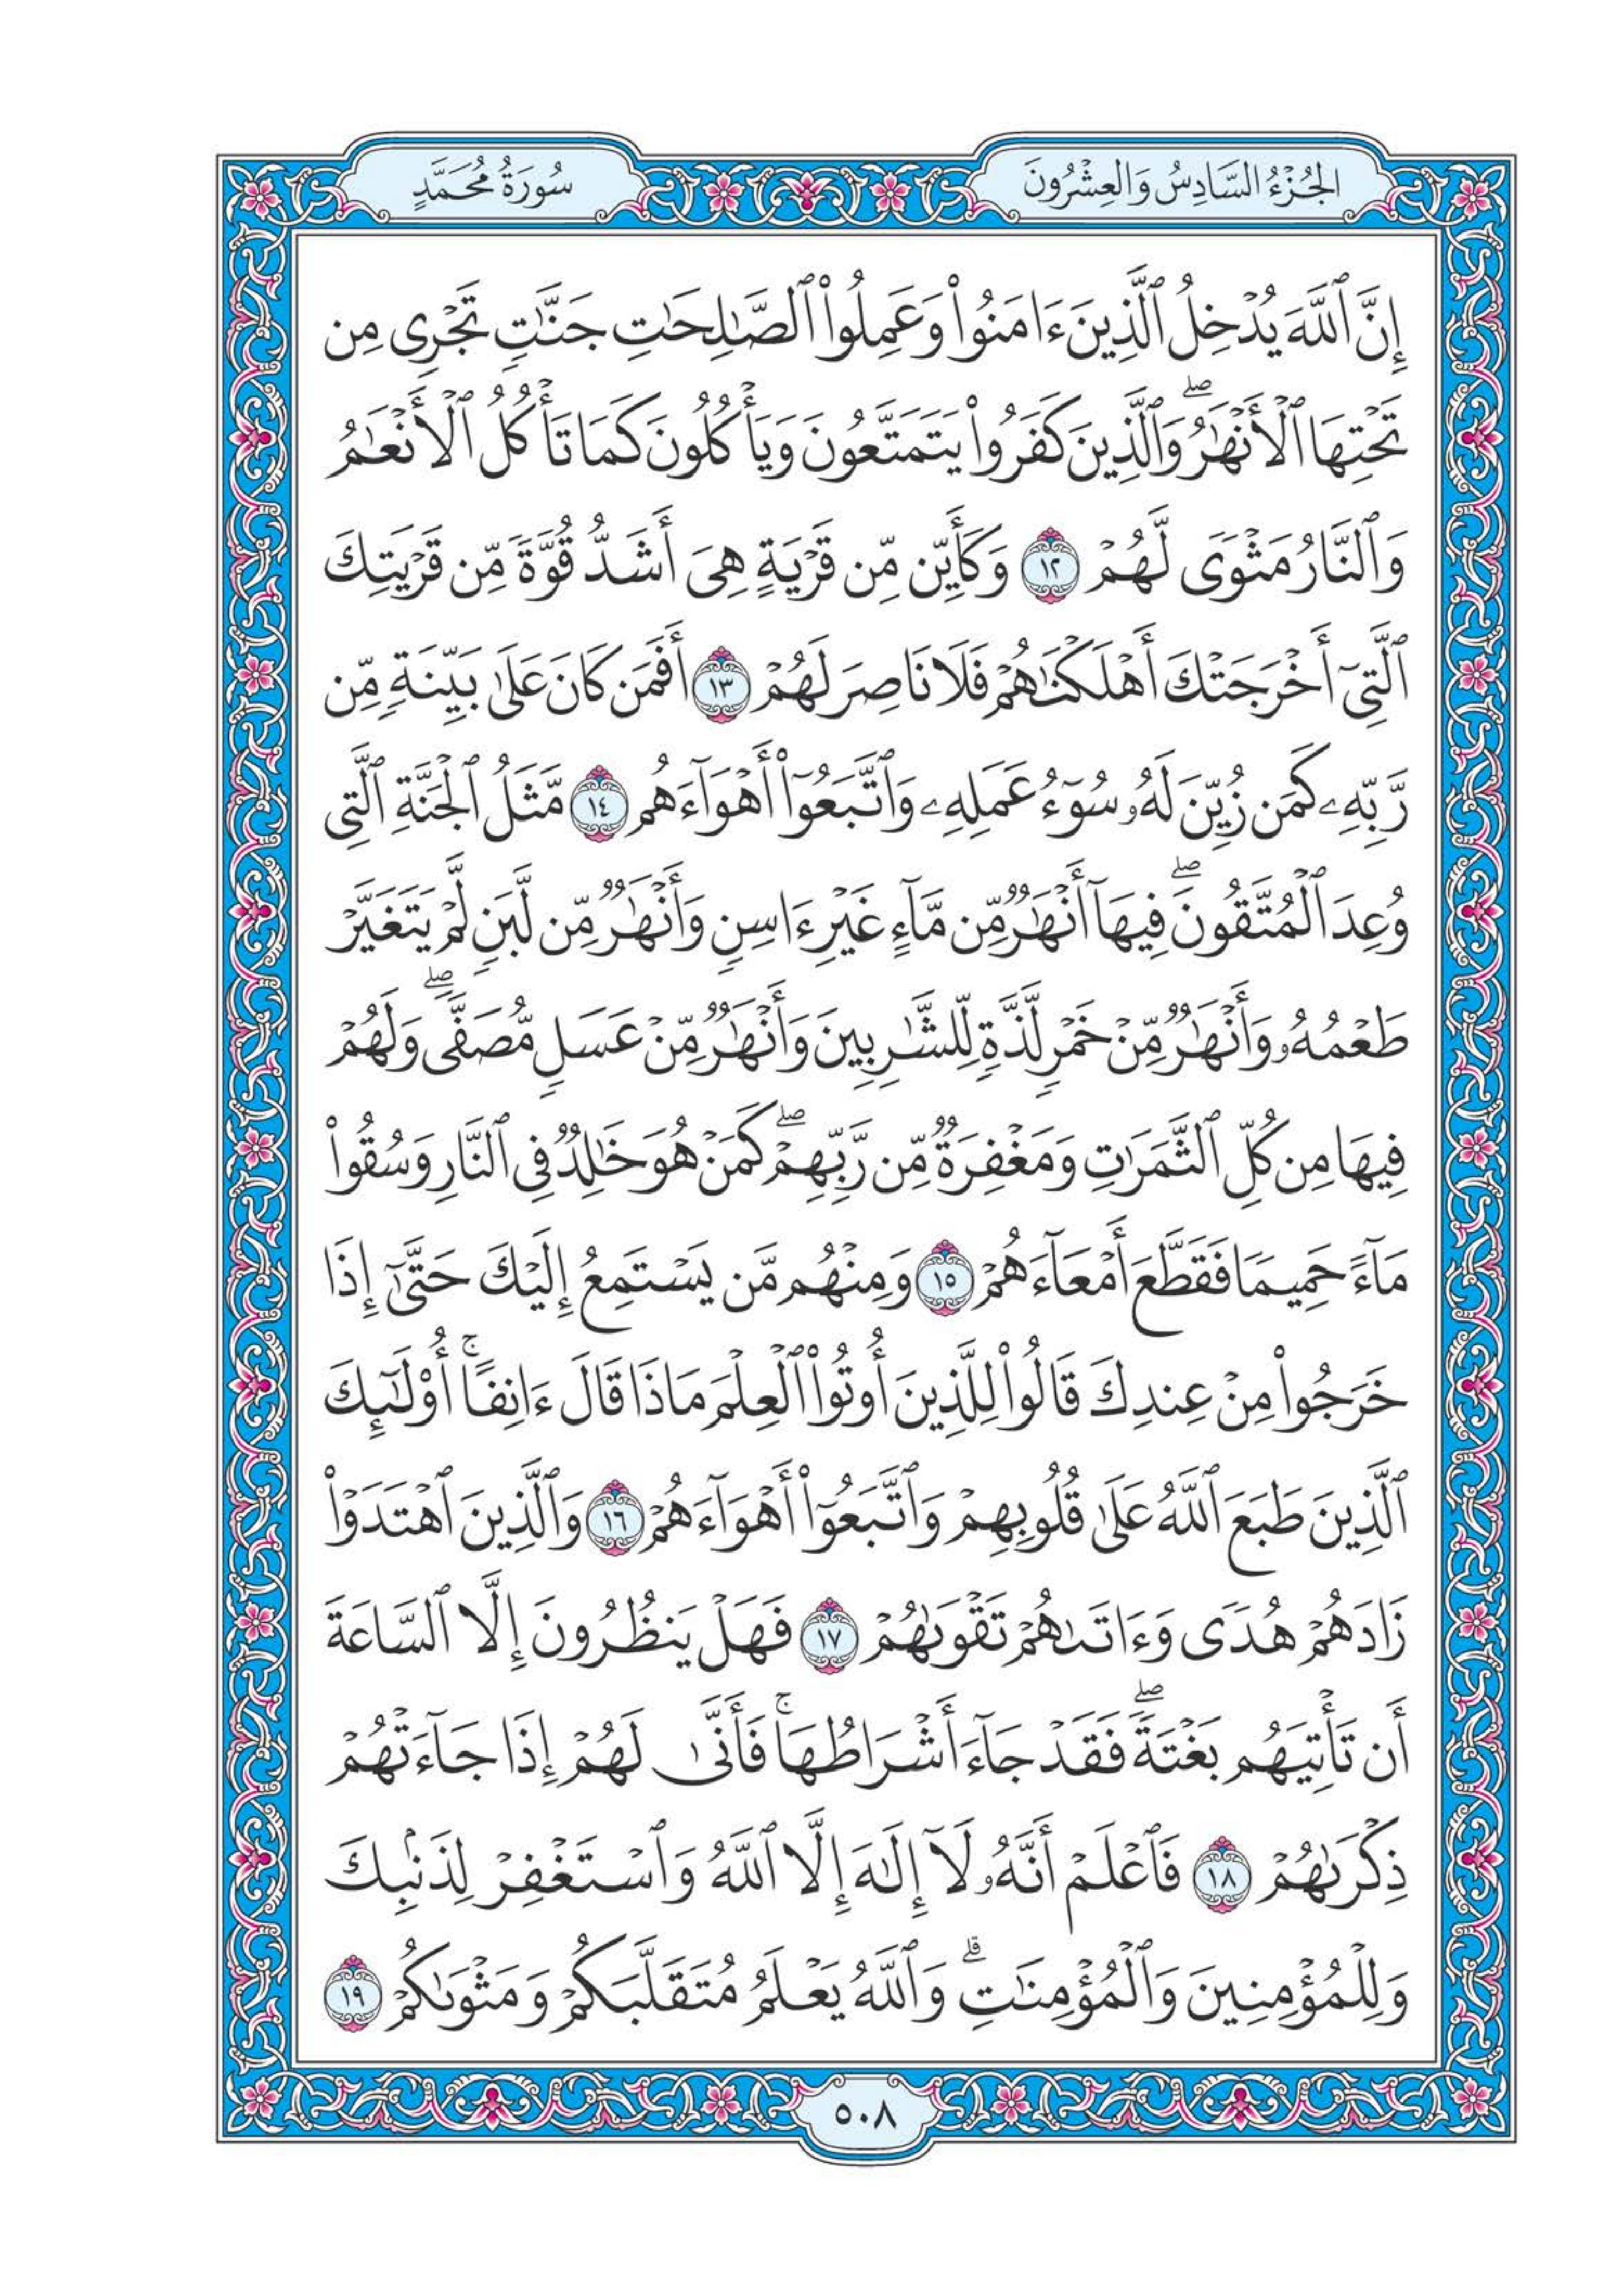 الجُزْءُ السَّادِسُ وَالعِشْرُونَ
سُورَةُ مُحَمَّدٍ
إِنَّ ٱللَّهَ يُدْخِلُ ٱلَّذِينَ ءَامَنُوا۟ وَعَمِلُوا۟ ٱلصَّـٰلِحَـٰتِ جَنَّـٰتٍ تَجْرِى مِن
تَحْتِهَا ٱلْأَنْهَـٰرُ ۖ وَٱلَّذِينَ كَفَرُوا۟ يَتَمَتَّعُونَ وَيَأْكُلُونَ كَمَا تَأْكُلُ ٱلْأَنْعَـٰمُ
وَٱلنَّارُ مَثْوًى لَّهُمْ ١٢ وَكَأَيِّن مِّن قَرْيَةٍ هِىَ أَشَدُّ قُوَّةً مِّن قَرْيَتِكَ
ٱلَّتِىٓ أَخْرَجَتْكَ أَهْلَكْنَـٰهُمْ فَلَا نَاصِرَ لَهُمْ ١٣ أَفَمَن كَانَ عَلَىٰ بَيِّنَةٍ مِّن
رَّبِّهِۦ كَمَن زُيِّنَ لَهُۥ سُوٓءُ عَمَلِهِۦ وَٱتَّبَعُوٓا۟ أَهْوَآءَهُم ١٤ مَّثَلُ ٱلْجَنَّةِ ٱلَّتِى
وُعِدَ ٱلْمُتَّقُونَ ۖ فِيهَآ أَنْهَـٰرٌ مِّن مَّآءٍ غَيْرِ ءَاسِنٍ وَأَنْهَـٰرٌ مِّن لَّبَنٍ لَّمْ يَتَغَيَّرْ
طَعْمُهُۥ وَأَنْهَـٰرٌ مِّنْ خَمْرٍ لَّذَّةٍ لِّلشَّـٰرِبِينَ وَأَنْهَـٰرٌ مِّنْ عَسَلٍ مُّصَفًّى ۖ وَلَهُمْ
فِيهَا مِن كُلِّ ٱلثَّمَرَٰتِ وَمَغْفِرَةٌ مِّن رَّبِّهِمْ ۖ كَمَنْ هُوَ خَـٰلِدٌ فِى ٱلنَّارِ وَسُقُوا۟
مَآءً حَمِيمًا فَقَطَّعَ أَمْعَآءَهُمْ ١٥ وَمِنْهُم مَّن يَسْتَمِعُ إِلَيْكَ حَتَّىٰٓ إِذَا
خَرَجُوا۟ مِنْ عِندِكَ قَالُوا۟ لِلَّذِينَ أُوتُوا۟ ٱلْعِلْمَ مَاذَا قَالَ ءَانِفًا ۚ أُو۟لَـٰٓئِكَ
ٱلَّذِينَ طَبَعَ ٱللَّهُ عَلَىٰ قُلُوبِهِمْ وَٱتَّبَعُوٓا۟ أَهْوَآءَهُمْ ١٦ وَٱلَّذِينَ ٱهْتَدَوْا۟
زَادَهُمْ هُدًى وَءَاتَىٰهُمْ تَقْوَىٰهُمْ ١٧ فَهَلْ يَنظُرُونَ إِلَّا ٱلسَّاعَةَ
أَن تَأْتِيَهُم بَغْتَةً ۖ فَقَدْ جَآءَ أَشْرَاطُهَا ۚ فَأَنَّىٰ لَهُمْ إِذَا جَآءَتْهُمْ
ذِكْرَىٰهُمْ ١٨ فَٱعْلَمْ أَنَّهُۥ لَآ إِلَـٰهَ إِلَّا ٱللَّهُ وَٱسْتَغْفِرْ لِذَنۢبِكَ
وَلِلْمُؤْمِنِينَ وَٱلْمُؤْمِنَـٰتِ ۗ وَٱللَّهُ يَعْلَمُ مُتَقَلَّبَكُمْ وَمَثْوَىٰكُمْ ١٩
٥٠٨